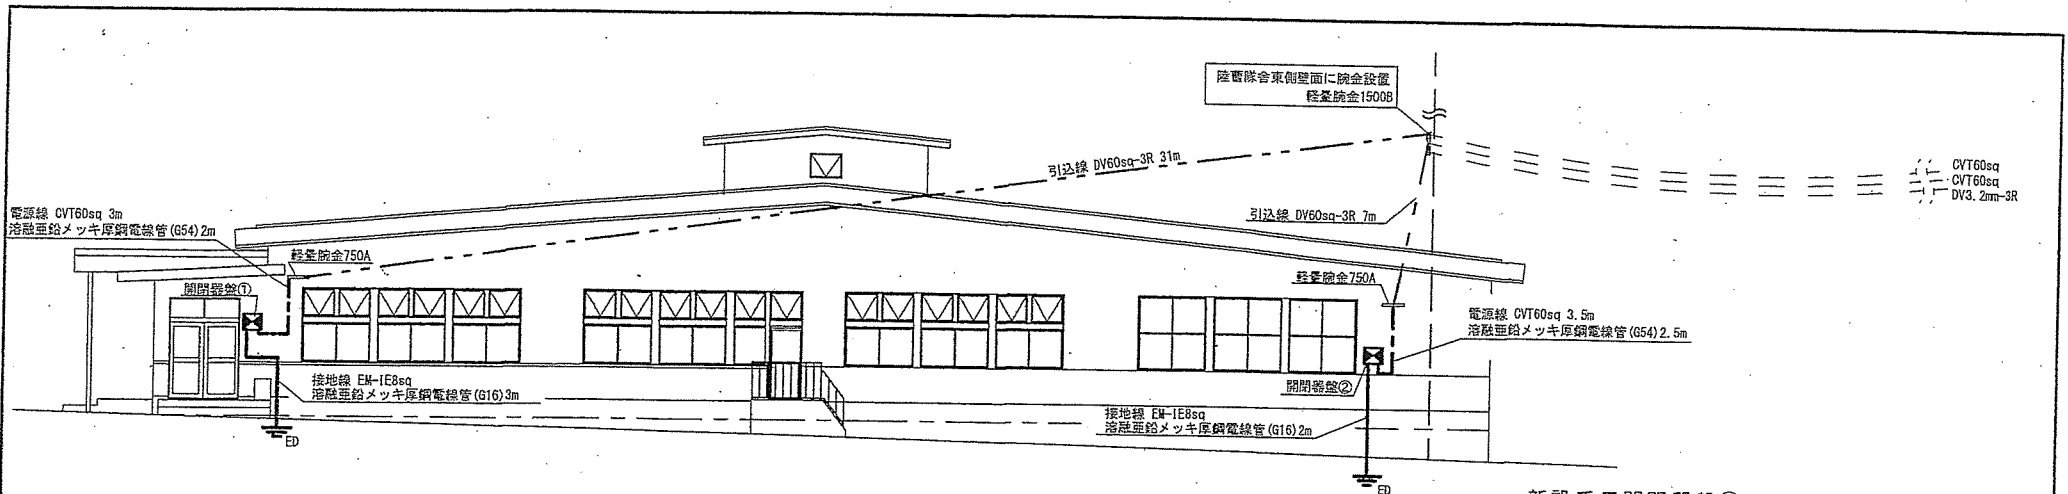 陸曹隊舎東側壁面に腕金設置
軽量腕金1500B
引込線 DV60sq-3R 31m
CVT60sq
CVT60sq
DV3.2mm-3R
電源線 CVT60sq 3m
溶融亜鉛メッキ厚鋼電線管(G54)2m
引込線 DV60sq-3R 7m
軽量腕金750A
開閉器盤①
軽量腕金750A
電源線 CVT60sq 3.5m
溶融亜鉛メッキ厚鋼電線管(G54)2.5m
接地線 EM-IE8sq
溶融亜鉛メッキ厚鋼電線管(G16)3m
開閉器盤②
接地線 EM-IE8sq
溶融亜鉛メッキ厚鋼電線管(G16)2m
ED
ED